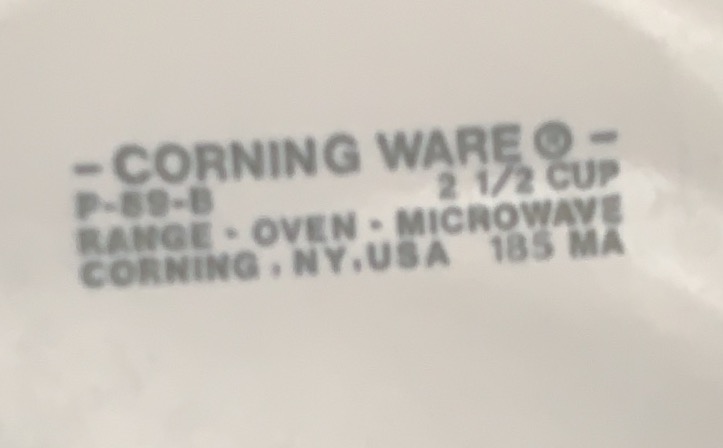 - CORNING WARE ® -
P-89-B 2 1/2 CUP
RANGE · OVEN · MICROWAVE
CORNING, NY, USA 185 MA